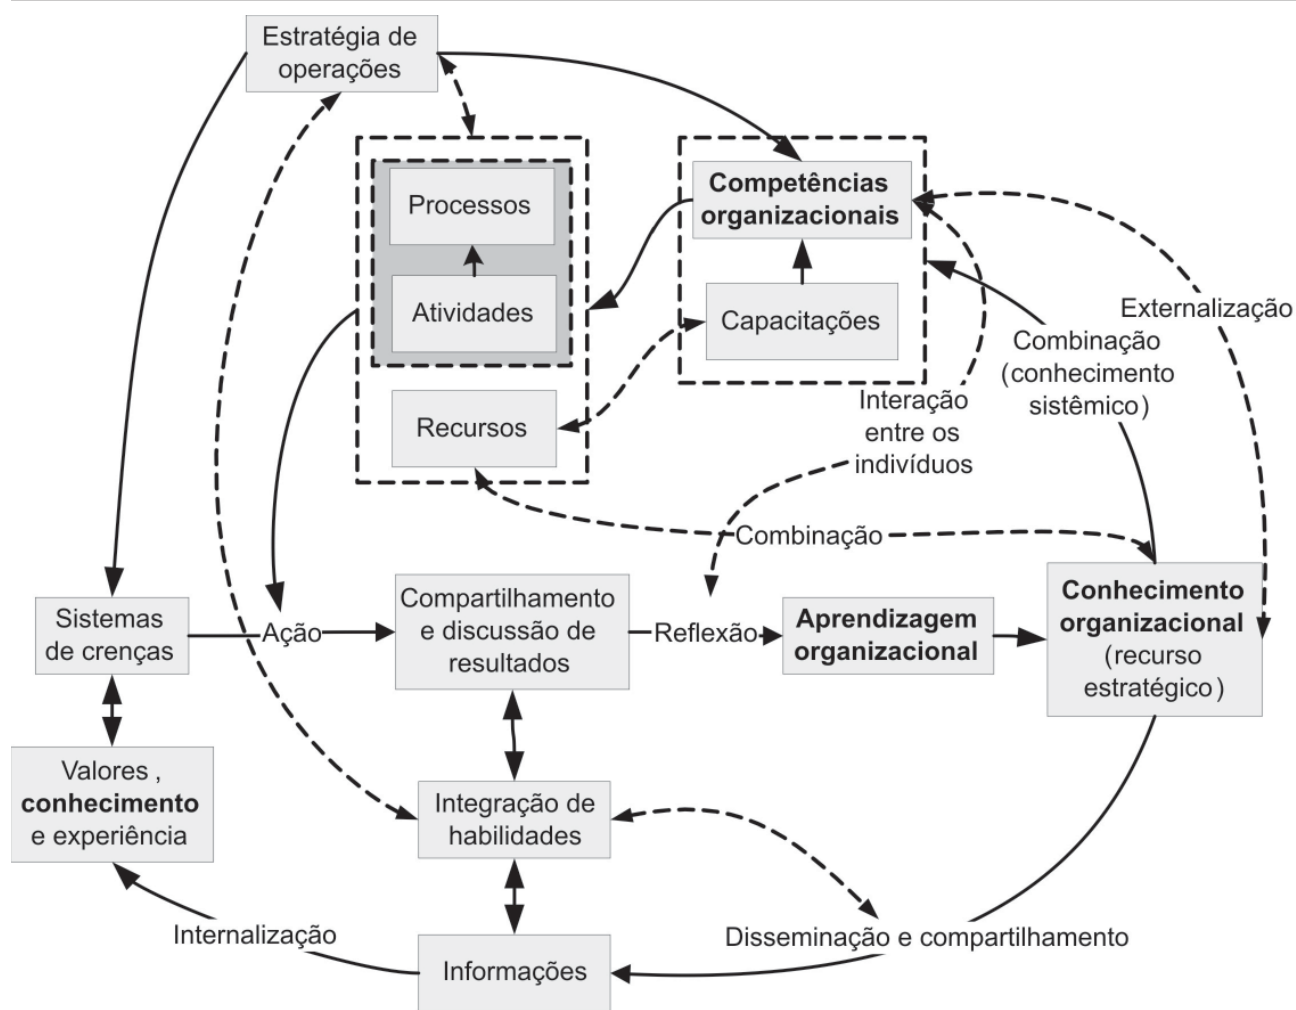 Estratégia de
operações
Processos
Atividades
Recursos
Competências
organizacionais
Capacitações
Externalização
Combinação
(conhecimento
sistêmico)
Interação
entre os
indivíduos
Combinação
Sistemas
de crenças
Ação
Compartilhamento
e discussão de
resultados
Reflexão
Aprendizagem
organizacional
Conhecimento
organizacional
(recurso
estratégico)
Valores,
conhecimento
e experiência
Integração de
habilidades
Internalização
Disseminação e compartilhamento
Informações